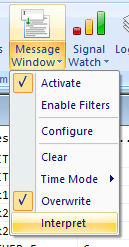 Message
Window
Signal
Watch
Activate
Enable Filters
Configure
Clear
Time Mode
Overwrite
Interpret